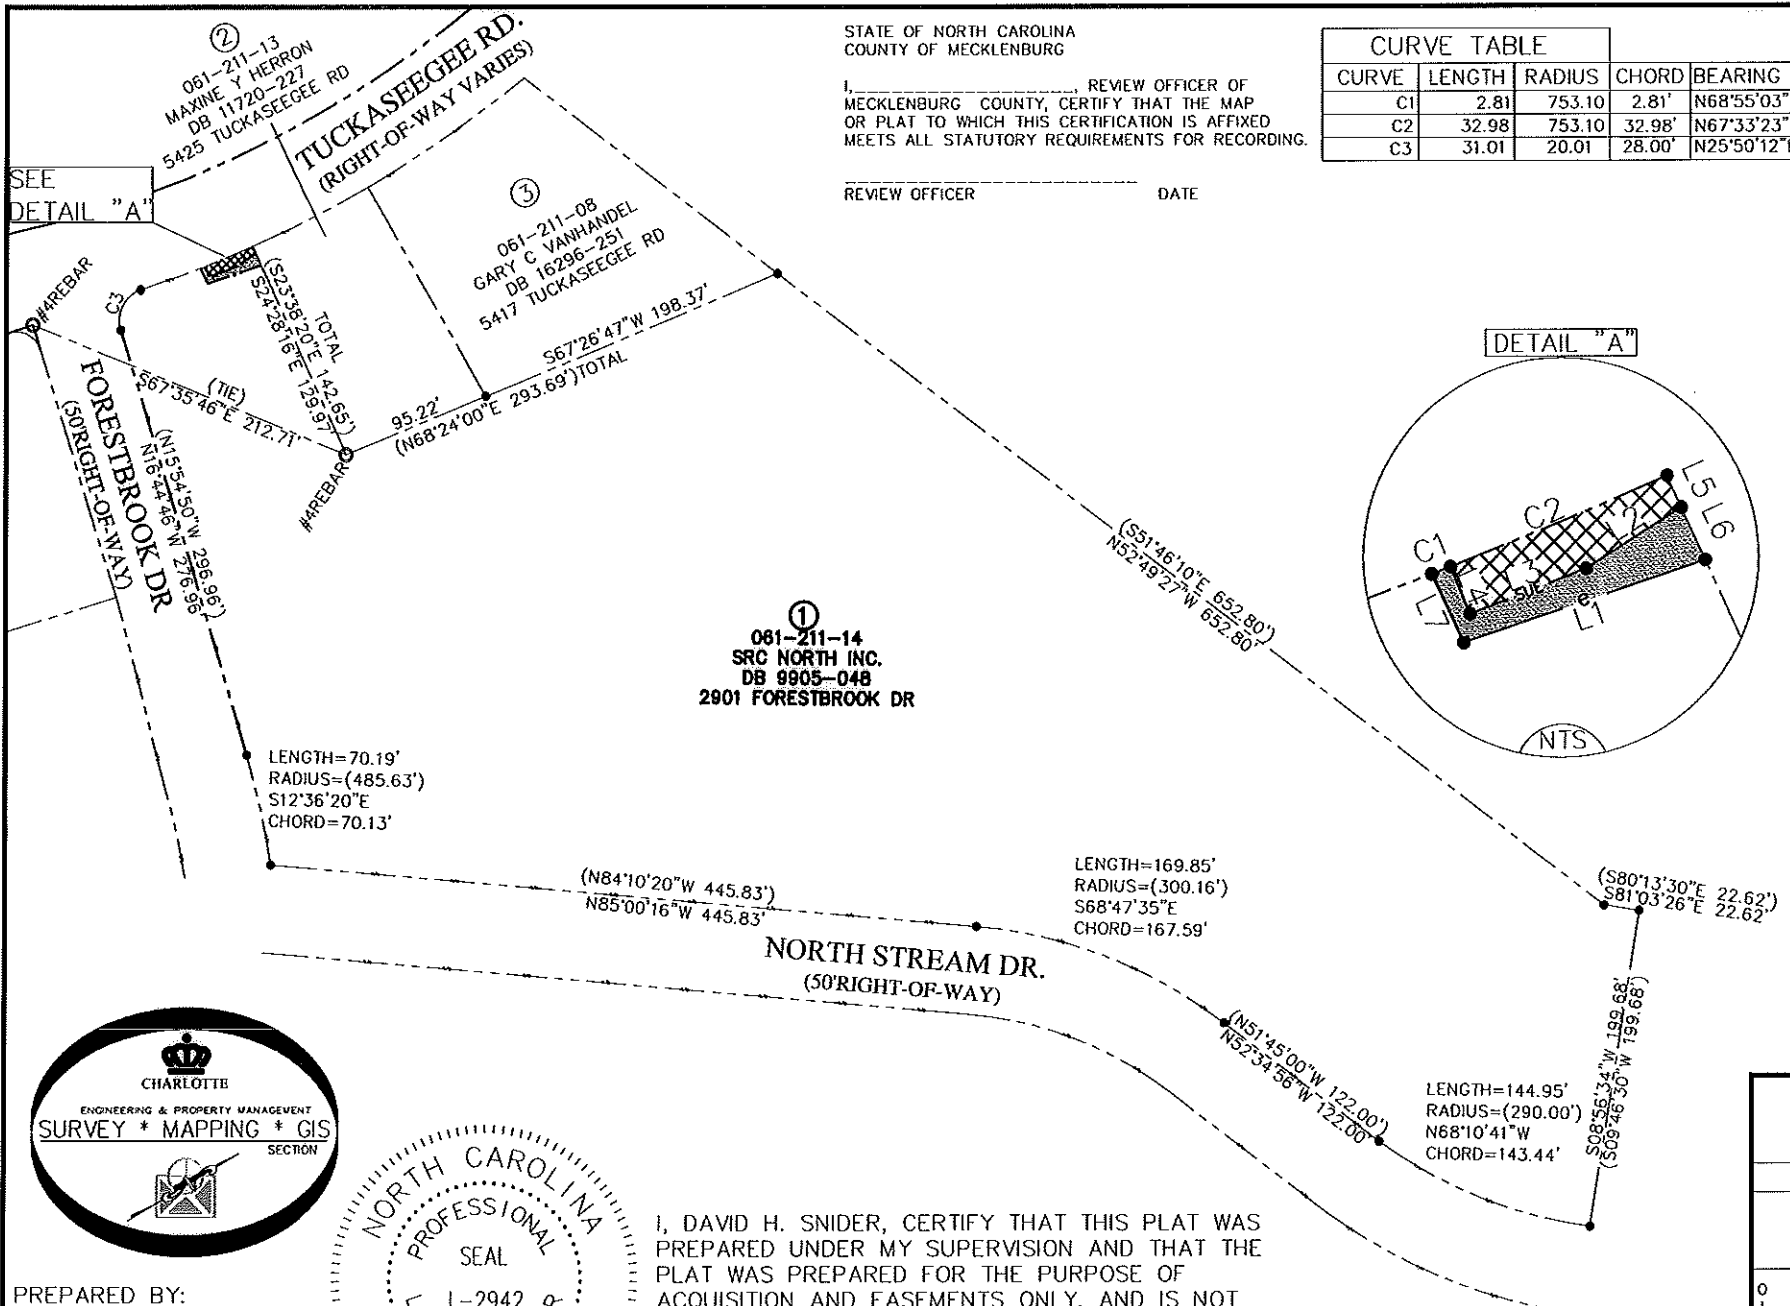 ②
061-211-13
MAXINE Y HERRON
DB 11720-227
5425 TUCKASEEGEE RD
TUCKASEEGEE RD.
(RIGHT-OF-WAY VARIES)
STATE OF NORTH CAROLINA
COUNTY OF MECKLENBURG
I,____________________, REVIEW OFFICER OF
MECKLENBURG COUNTY, CERTIFY THAT THE MAP
OR PLAT TO WHICH THIS CERTIFICATION IS AFFIXED
MEETS ALL STATUTORY REQUIREMENTS FOR RECORDING.
REVIEW OFFICER DATE
CURVE TABLE
CURVE LENGTH RADIUS CHORD BEARING
C1 2.81 753.10 2.81' N68°55'03"
C2 32.98 753.10 32.98' N67°33'23"
C3 31.01 20.01 28.00' N25°50'12"
SEE
DETAIL "A"
③
061-211-08
GARY C VANHANDEL
DB 16296-251
5417 TUCKASEEGEE RD
#4REBAR
C3
TOTAL
(S23°38'20"E 142.65')
S24°28'16"E 129.97'
S67°26'47"W 198.37'
95.22'
(N68°24'00"E 293.69')TOTAL
(TIE)
S67°35'46"E 212.71'
#4REBAR
FORESTBROOK DR
(50'RIGHT-OF-WAY)
(N15°54'50"W 296.96')
N16°44'46"W 276.96
DETAIL "A"
C1
C2
L5
L6
L2
L3
L4
SUE
L7
L1
NTS
(S51°46'10"E 652.80')
N52°49'27"W 652.80'
①
061-211-14
SRC NORTH INC.
DB 9905-048
2901 FORESTBROOK DR
LENGTH=70.19'
RADIUS=(485.63')
S12°36'20"E
CHORD=70.13'
(N84°10'20"W 445.83')
N85°00'16"W 445.83'
NORTH STREAM DR.
(50'RIGHT-OF-WAY)
LENGTH=169.85'
RADIUS=(300.16')
S68°47'35"E
CHORD=167.59'
(S80°13'30"E 22.62')
S81°03'26"E 22.62'
(N51°45'00"W 122.00')
N52°34'56"W 122.00'
LENGTH=144.95'
RADIUS=(290.00')
N68°10'41"W
CHORD=143.44'
S08°56'34"W 199.68'
(S09°46'30"W 199.68')
CHARLOTTE
ENGINEERING & PROPERTY MANAGEMENT
SURVEY * MAPPING * GIS
SECTION
NORTH CAROLINA
PROFESSIONAL
SEAL
L-2942
PREPARED BY:
I, DAVID H. SNIDER, CERTIFY THAT THIS PLAT WAS
PREPARED UNDER MY SUPERVISION AND THAT THE
PLAT WAS PREPARED FOR THE PURPOSE OF
ACQUISITION AND EASEMENTS ONLY, AND IS NOT